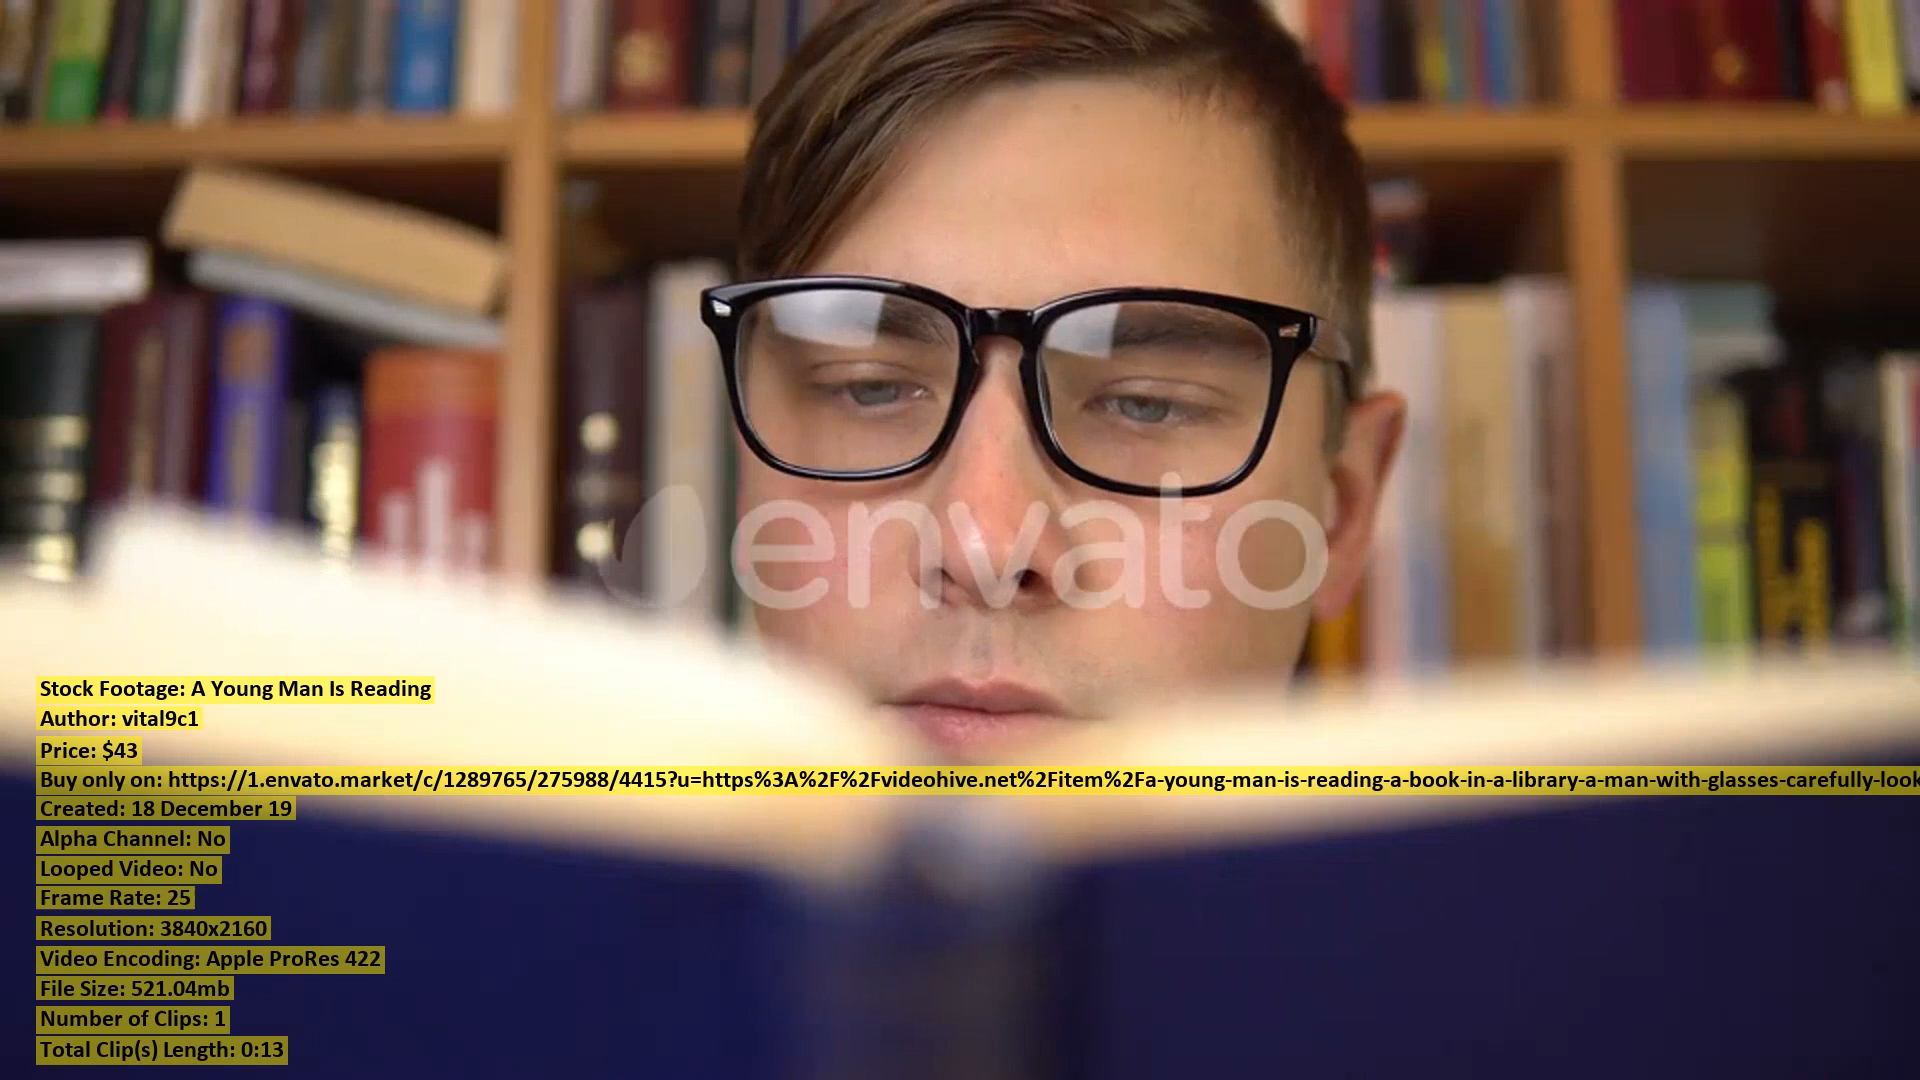 envato
Stock Footage: A Young Man Is Reading
Author: vital9c1
Price: $43
Buy only on: https://1.envato.market/c/1289765/275988/4415?u=https%3A%2F%2Fvideohive.net%2Fitem%2Fa-young-man-is-reading-a-book-in-a-library-a-man-with-glasses-carefully-look
Created: 18 December 19
Alpha Channel: No
Looped Video: No
Frame Rate: 25
Resolution: 3840x2160
Video Encoding: Apple ProRes 422
File Size: 521.04mb
Number of Clips: 1
Total Clip(s) Length: 0:13